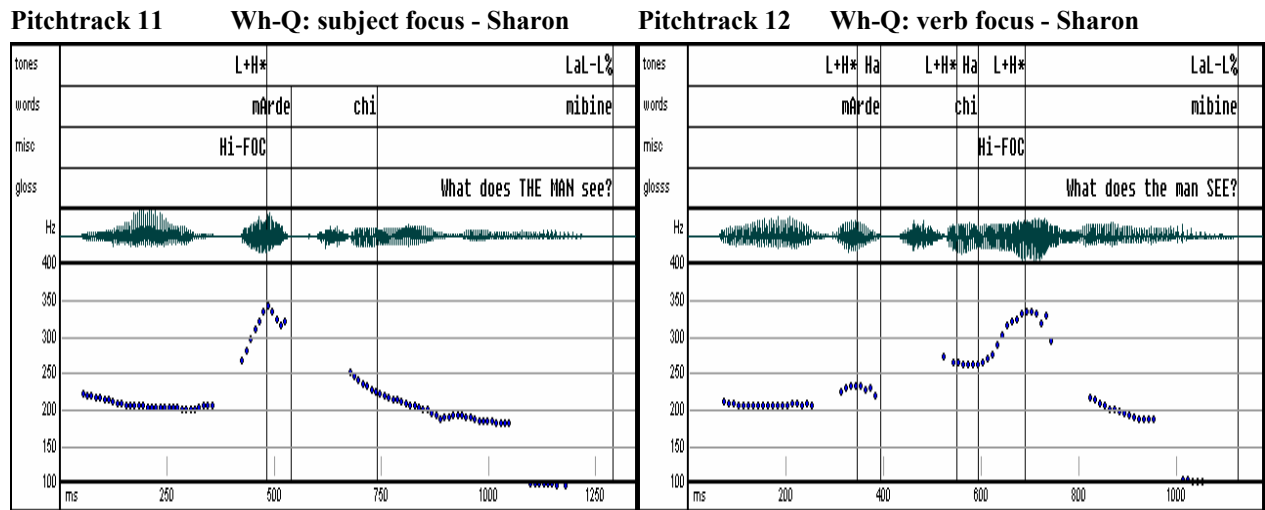 Pitchtrack 11 Wh-Q: subject focus - Sharon
tones L+H* LaL-L%
words mArde chi mibine
misc Hi-FOC
gloss What does THE MAN see?
Hz
400
350
300
250
200
150
100
ms 250 500 750 1000 1250
Pitchtrack 12 Wh-Q: verb focus - Sharon
tones L+H* Ha L+H* Ha L+H* LaL-L%
words mArde chi mibine
misc Hi-FOC
glosss What does the man SEE?
Hz
400
350
300
250
200
150
100
ms 200 400 600 800 1000